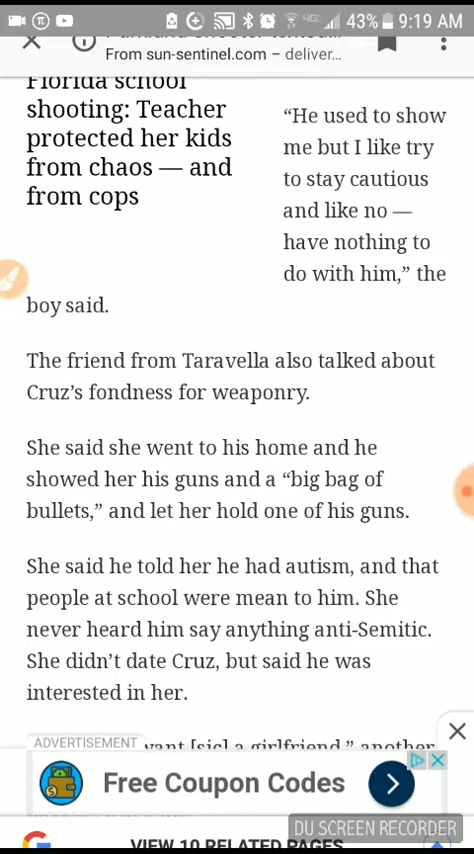 43% 9:19 AM
From sun-sentinel.com – deliver...
Florida school
shooting: Teacher
protected her kids
from chaos — and
from cops
“He used to show
me but I like try
to stay cautious
and like no —
have nothing to
do with him,” the
boy said.
The friend from Taravella also talked about
Cruz’s fondness for weaponry.
She said she went to his home and he
showed her his guns and a “big bag of
bullets,” and let her hold one of his guns.
She said he told her he had autism, and that
people at school were mean to him. She
never heard him say anything anti-Semitic.
She didn’t date Cruz, but said he was
interested in her.
want [sic] a girlfriend,” another
ADVERTISEMENT
Free Coupon Codes
DU SCREEN RECORDER
VIEW 10 RELATED PAGES